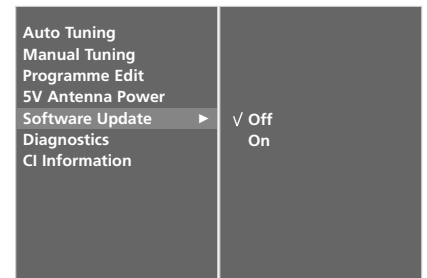 Auto Tuning
Manual Tuning
Programme Edit
5V Antenna Power
Software Update ►
Diagnostics
CI Information
√ Off
On